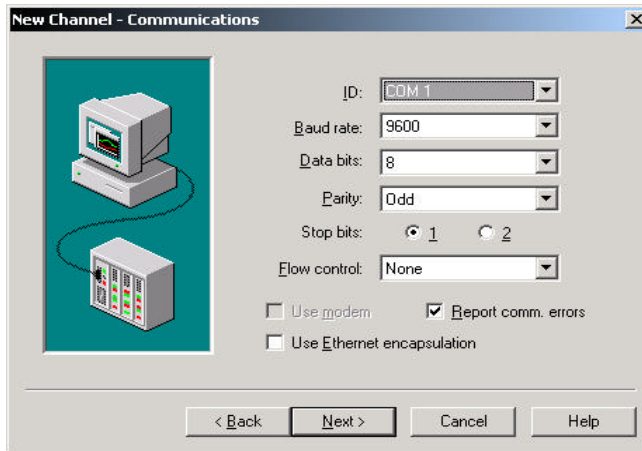 New Channel - Communications
ID: COM 1
Baud rate: 9600
Data bits: 8
Parity: Odd
Stop bits: 1 2
Flow control: None
Use modem Report comm. errors
Use Ethernet encapsulation
< Back Next > Cancel Help